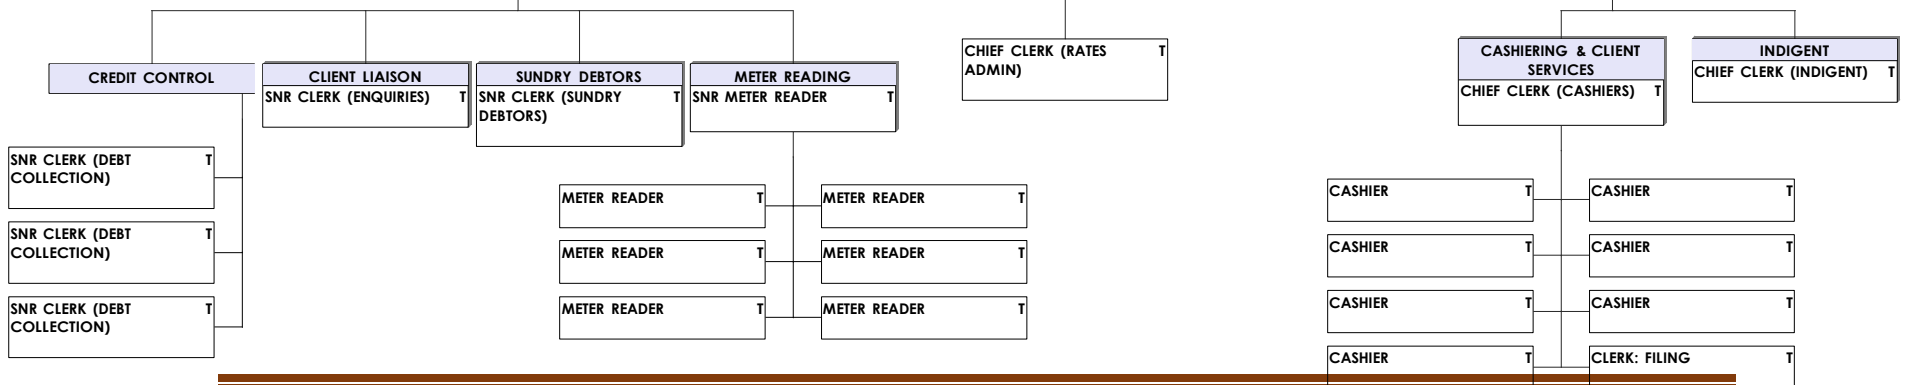 CREDIT CONTROL
SNR CLERK (DEBT T
COLLECTION)
SNR CLERK (DEBT T
COLLECTION)
SNR CLERK (DEBT T
COLLECTION)
CLIENT LIAISON
SNR CLERK (ENQUIRIES) T
SUNDRY DEBTORS
SNR CLERK (SUNDRY T
DEBTORS)
METER READING
SNR METER READER T
METER READER T
METER READER T
METER READER T
METER READER T
METER READER T
METER READER T
CHIEF CLERK (RATES T
ADMIN)
CASHIERING & CLIENT
SERVICES
CHIEF CLERK (CASHIERS) T
CASHIER T
CASHIER T
CASHIER T
CASHIER T
CASHIER T
CASHIER T
CASHIER T
CLERK: FILING T
INDIGENT
CHIEF CLERK (INDIGENT) T